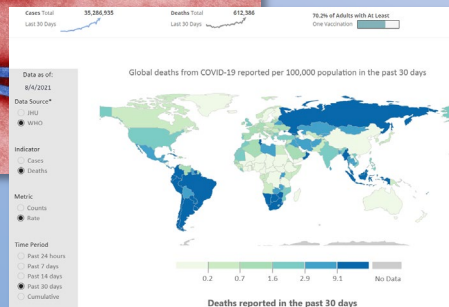 Cases Total 35,286,935
Last 30 Days
Deaths Total 612,386
Last 30 Days
70.2% of Adults with At Least
One Vaccination
Data as of:
8/4/2021
Data Source*
JHU
WHO
Indicator
Cases
Deaths
Metric
Counts
Rate
Time Period
Past 24 hours
Past 7 days
Past 14 days
Past 30 days
Cumulative
Global deaths from COVID-19 reported per 100,000 population in the past 30 days
0.2 0.7 1.6 2.9 9.1 No Data
Deaths reported in the past 30 days